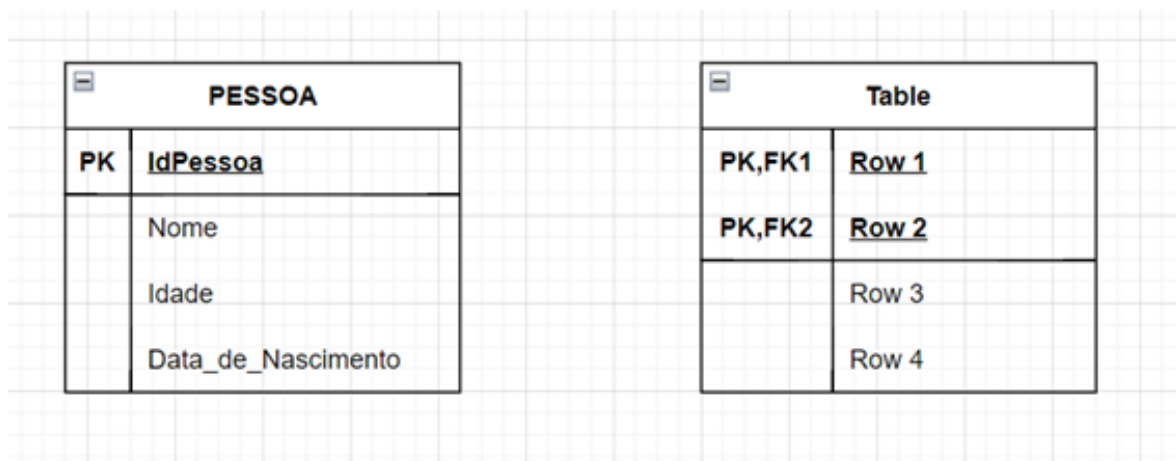 PESSOA
PK IdPessoa
Nome
Idade
Data_de_Nascimento
Table
PK,FK1 Row 1
PK,FK2 Row 2
Row 3
Row 4